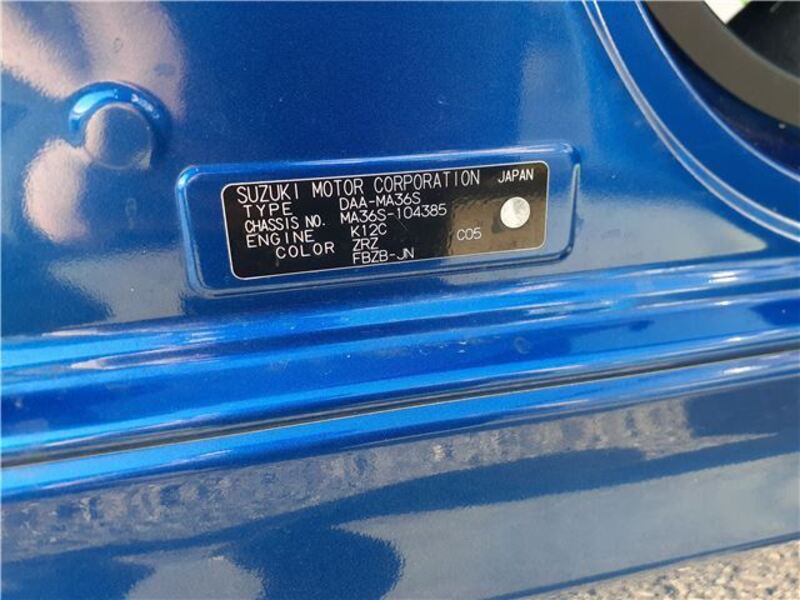 SUZUKI MOTOR CORPORATION JAPAN
TYPE DAA-MA36S
CHASSIS NO. MA36S-104385
ENGINE K12C
COLOR ZRZ C05
FBZB-JN